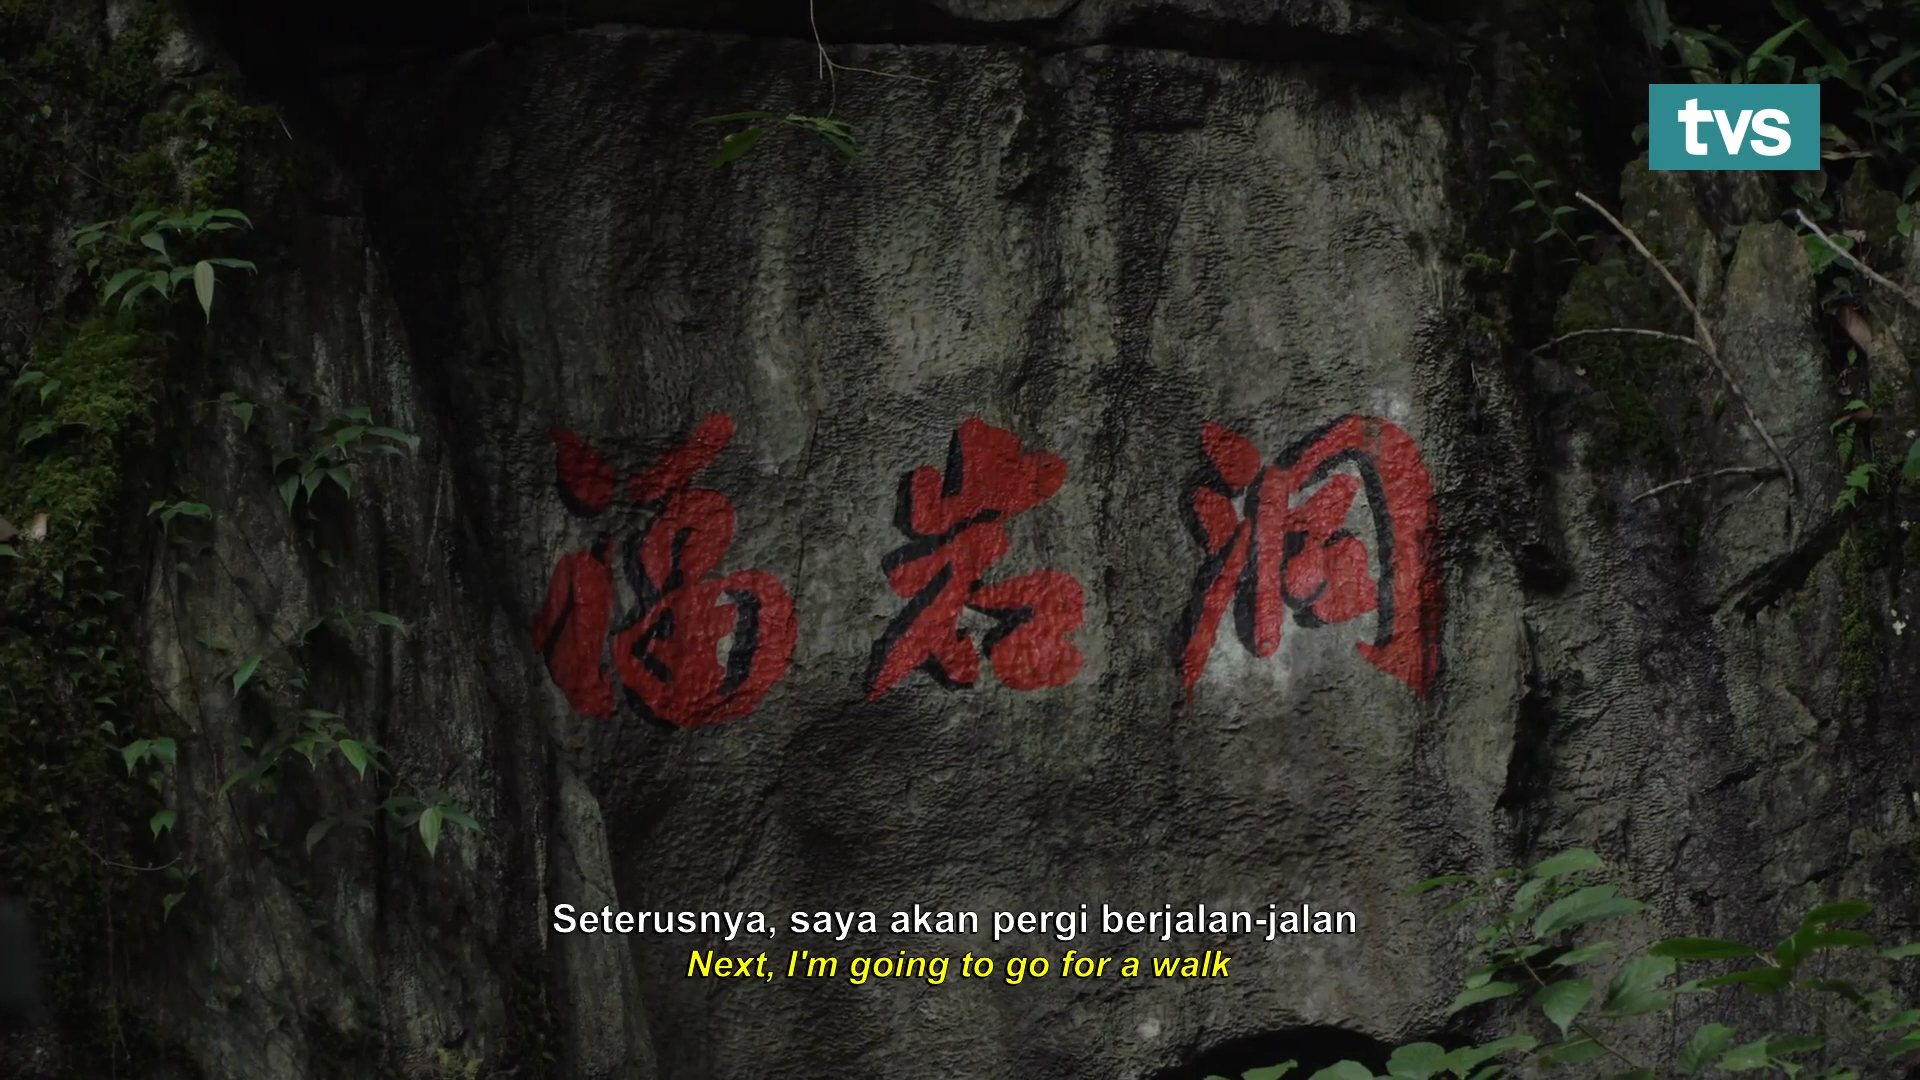 tvs
福岩洞
Seterusnya, saya akan pergi berjalan-jalan
Next, I'm going to go for a walk